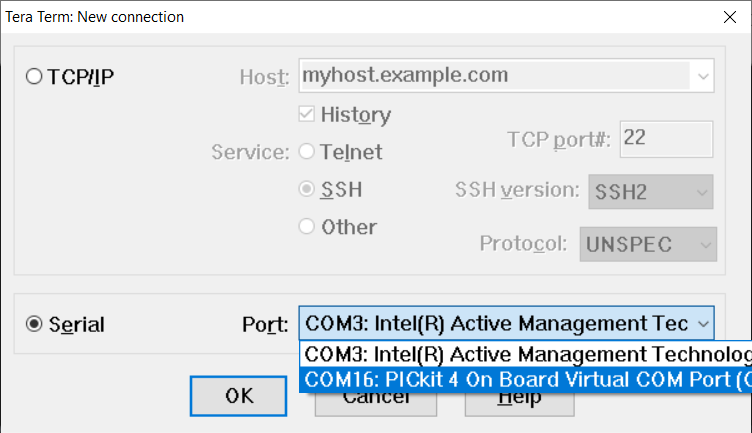 Tera Term: New connection
TCP/IP
Host: myhost.example.com
History
Service: Telnet
TCP port#: 22
SSH
SSH version: SSH2
Other
Protocol: UNSPEC
Serial
Port: COM3: Intel(R) Active Management Tec
COM3: Intel(R) Active Management Technolog
COM16: PICkit 4 On Board Virtual COM Port (C
OK
Cancel
Help